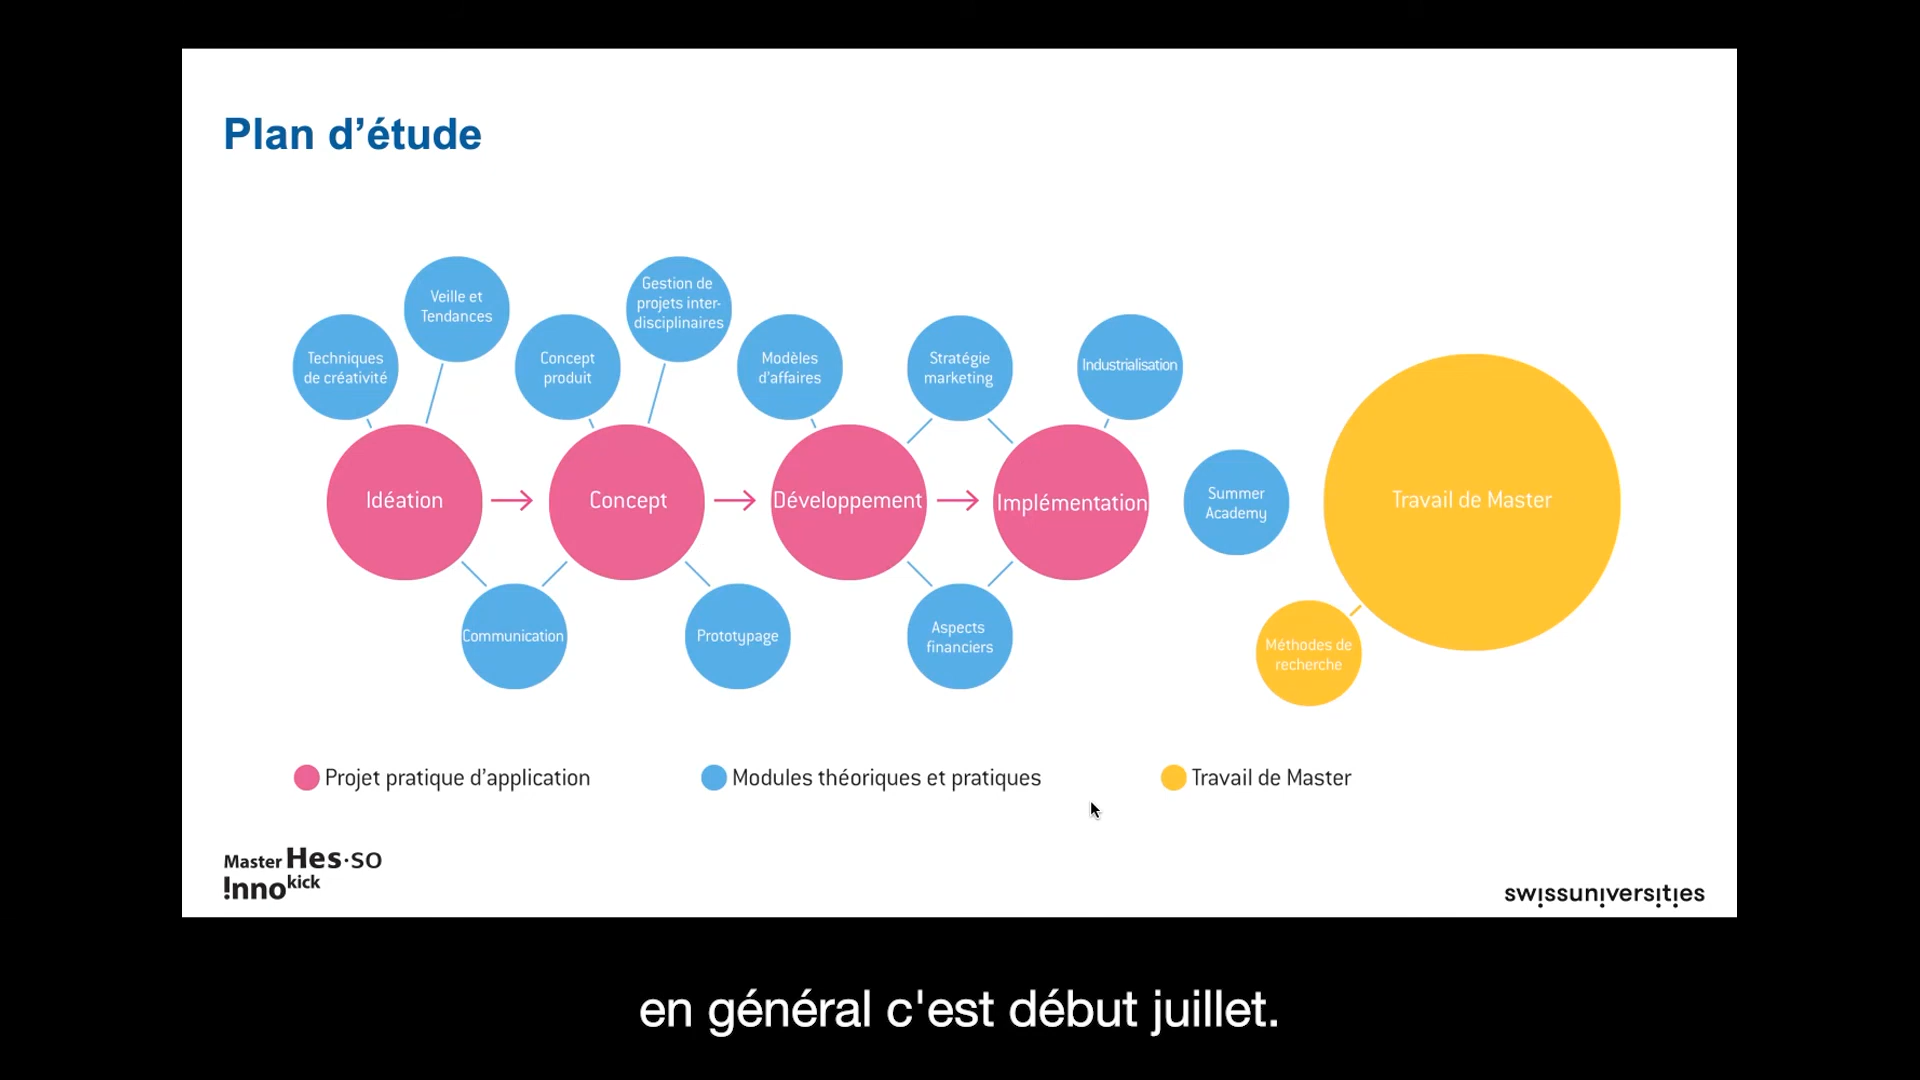 Plan d’étude
Veille et
Tendances
Gestion de
projets inter-
disciplinaires
Techniques
de créativité
Concept
produit
Modèles
d’affaires
Stratégie
marketing
Industrialisation
Idéation
Concept
Développement
Implémentation
Summer
Academy
Travail de Master
Communication
Prototypage
Aspects
financiers
Méthodes de
recherche
Projet pratique d’application
Modules théoriques et pratiques
Travail de Master
Master Hes·so
!nnokick
swissuniversities
en général c'est début juillet.